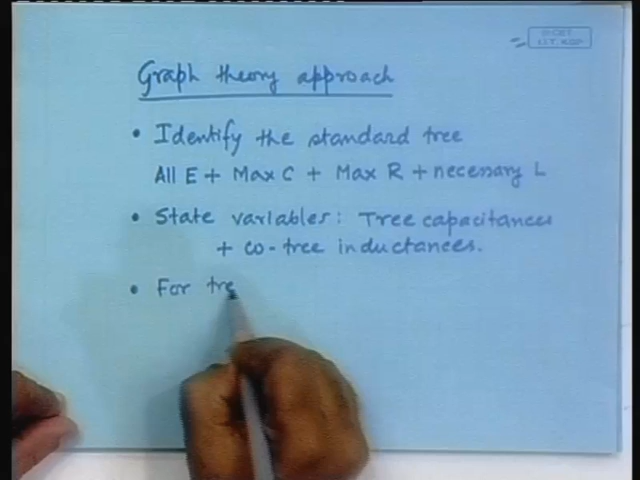 I.I.T. KGP
Graph theory approach
• Identify the standard tree
All E + Max C + Max R + necessary L
• State variables: Tree capacitances
+ co-tree inductances.
• For tre